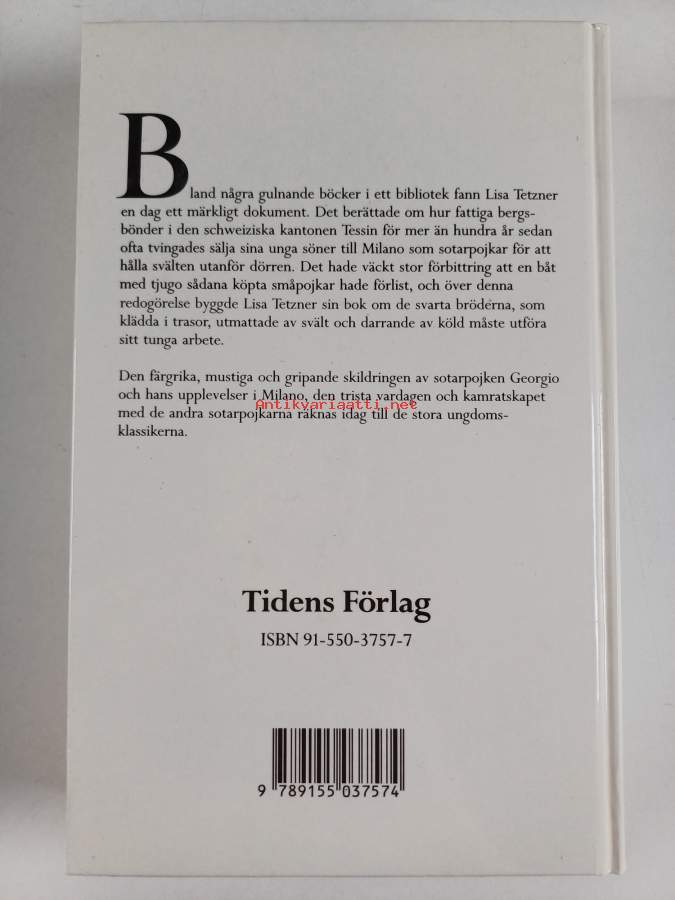 Bland några gulnande böcker i ett bibliotek fann Lisa Tetzner
en dag ett märkligt dokument. Det berättade om hur fattiga bergs-
bönder i den schweiziska kantonen Tessin för mer än hundra år sedan
ofta tvingades sälja sina unga söner till Milano som sotarpojkar för att
hålla svälten utanför dörren. Det hade väckt stor förbittring att en båt
med tjugo sådana köpta småpojkar hade förlist, och över denna
redogörelse byggde Lisa Tetzner sin bok om de svarta bröderna, som
klädda i trasor, utmattade av svält och darrande av köld måste utföra
sitt tunga arbete.
Den färgrika, mustiga och gripande skildringen av sotarpojken Georgio
och hans upplevelser i Milano, den trista vardagen och kamratskapet
Antikvariaatti.net
med de andra sotarpojkarna räknas idag till de stora ungdoms-
klassikerna.
Tidens Förlag
ISBN 91-550-3757-7
9 789155 037574